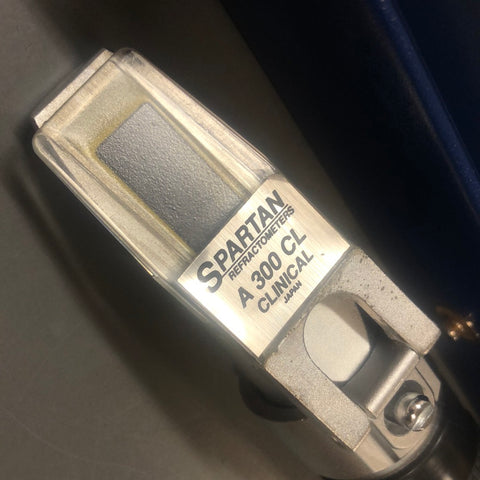 SPARTAN
REFRACTOMETERS
A 300 CL
CLINICAL
JAPAN